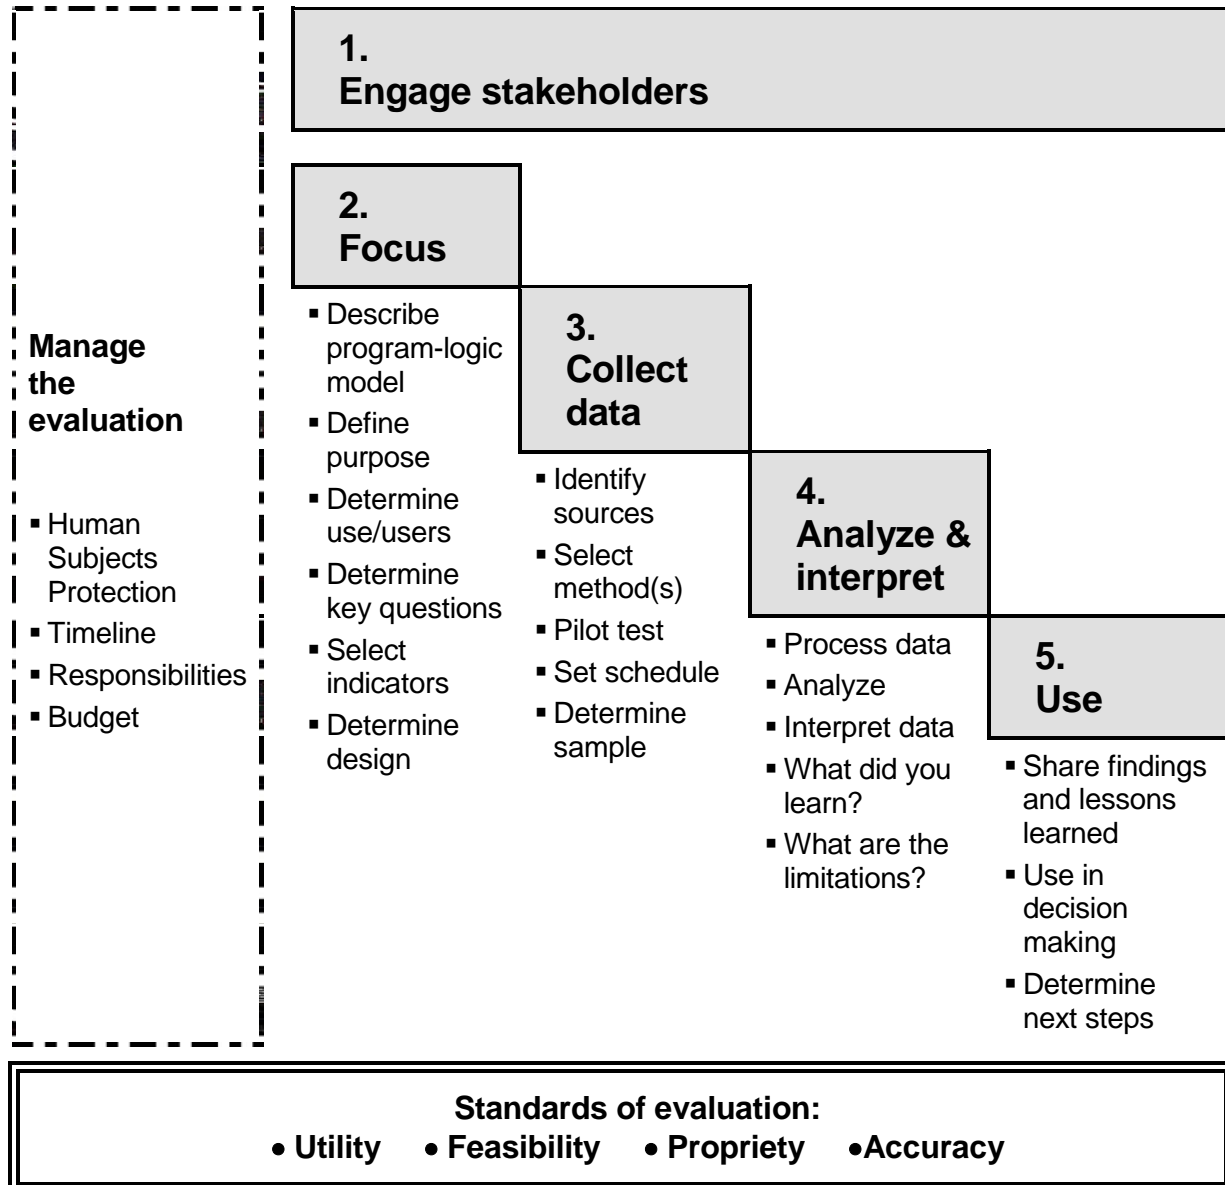 1.
Engage stakeholders
Manage
the
evaluation
▪ Human
Subjects
Protection
▪ Timeline
▪ Responsibilities
▪ Budget
2.
Focus
▪ Describe
program-logic
model
▪ Define
purpose
▪ Determine
use/users
▪ Determine
key questions
▪ Select
indicators
▪ Determine
design
3.
Collect
data
▪ Identify
sources
▪ Select
method(s)
▪ Pilot test
▪ Set schedule
▪ Determine
sample
4.
Analyze &
interpret
▪ Process data
▪ Analyze
▪ Interpret data
▪ What did you
learn?
▪ What are the
limitations?
5.
Use
▪ Share findings
and lessons
learned
▪ Use in
decision
making
▪ Determine
next steps
Standards of evaluation:
● Utility ● Feasibility ● Propriety ●Accuracy